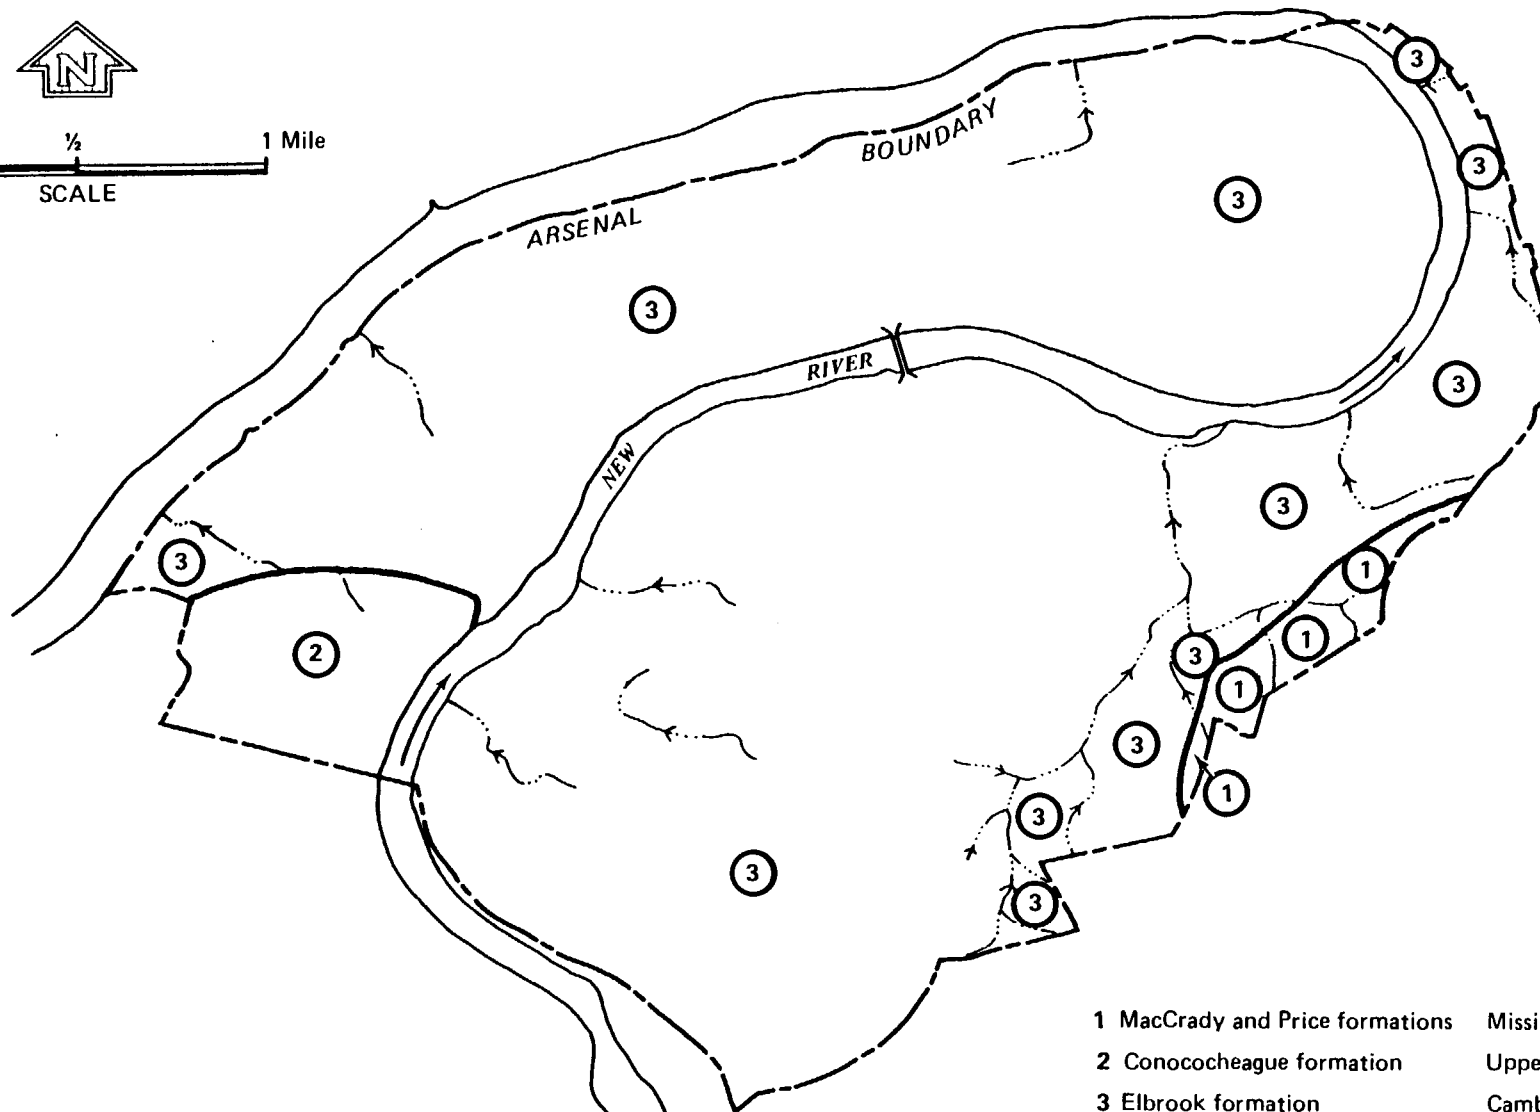 N
½ 1 Mile
SCALE
ARSENAL BOUNDARY
NEW RIVER
3
3
3
3
3
3
3
3
2
1
1
3
1
3
1
3
3
3
1 MacCrady and Price formations Missi
2 Conococheague formation Uppe
3 Elbrook formation Camb